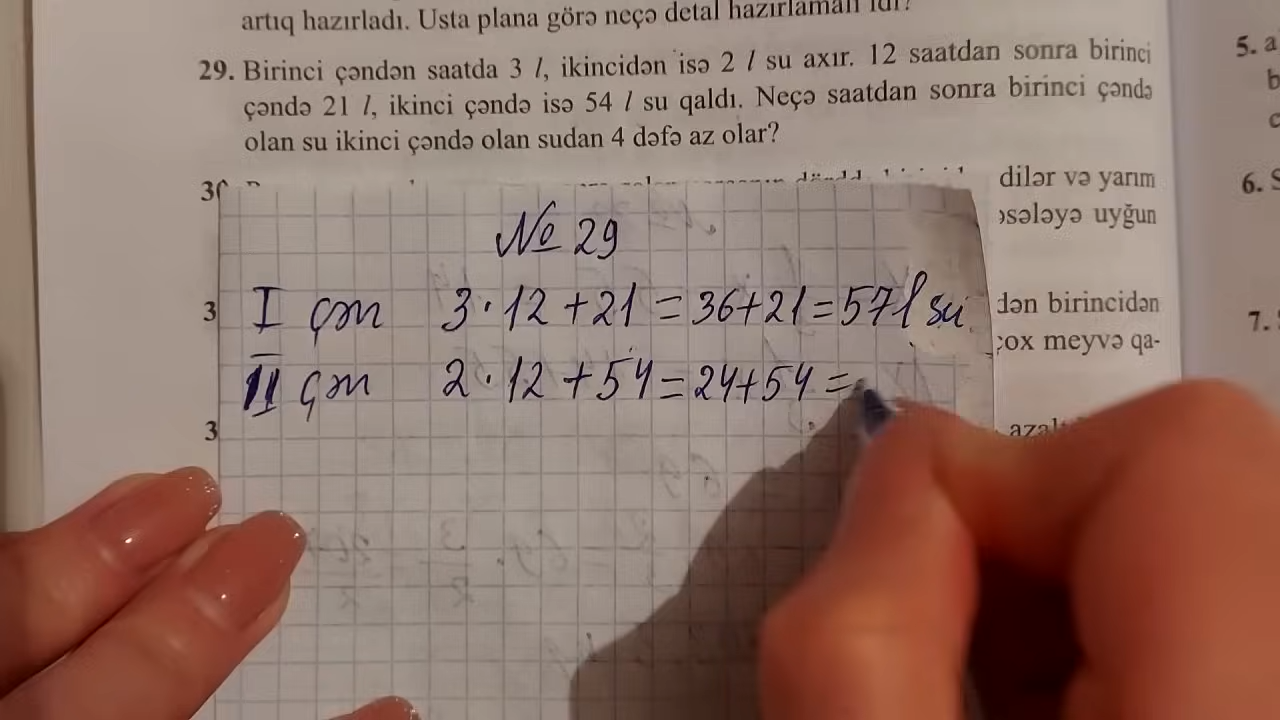 artıq hazırladı. Usta plana görə neçə detal hazırlamalı idi?
29. Birinci çəndən saatda 3 l, ikincidən isə 2 l su axır. 12 saatdan sonra birinci
çəndə 21 l, ikinci çəndə isə 54 l su qaldı. Neçə saatdan sonra birinci çəndə
olan su ikinci çəndə olan sudan 4 dəfə az olar?
dilər və yarım
№ 29
əsələyə uyğun
3 I çən 3 · 12 + 21 = 36+21 = 57 l su
dən birincidən
çox meyvə qa-
II çən 2 · 12 + 54 = 24+54 =
3
5. a
b
c
6. S
7.